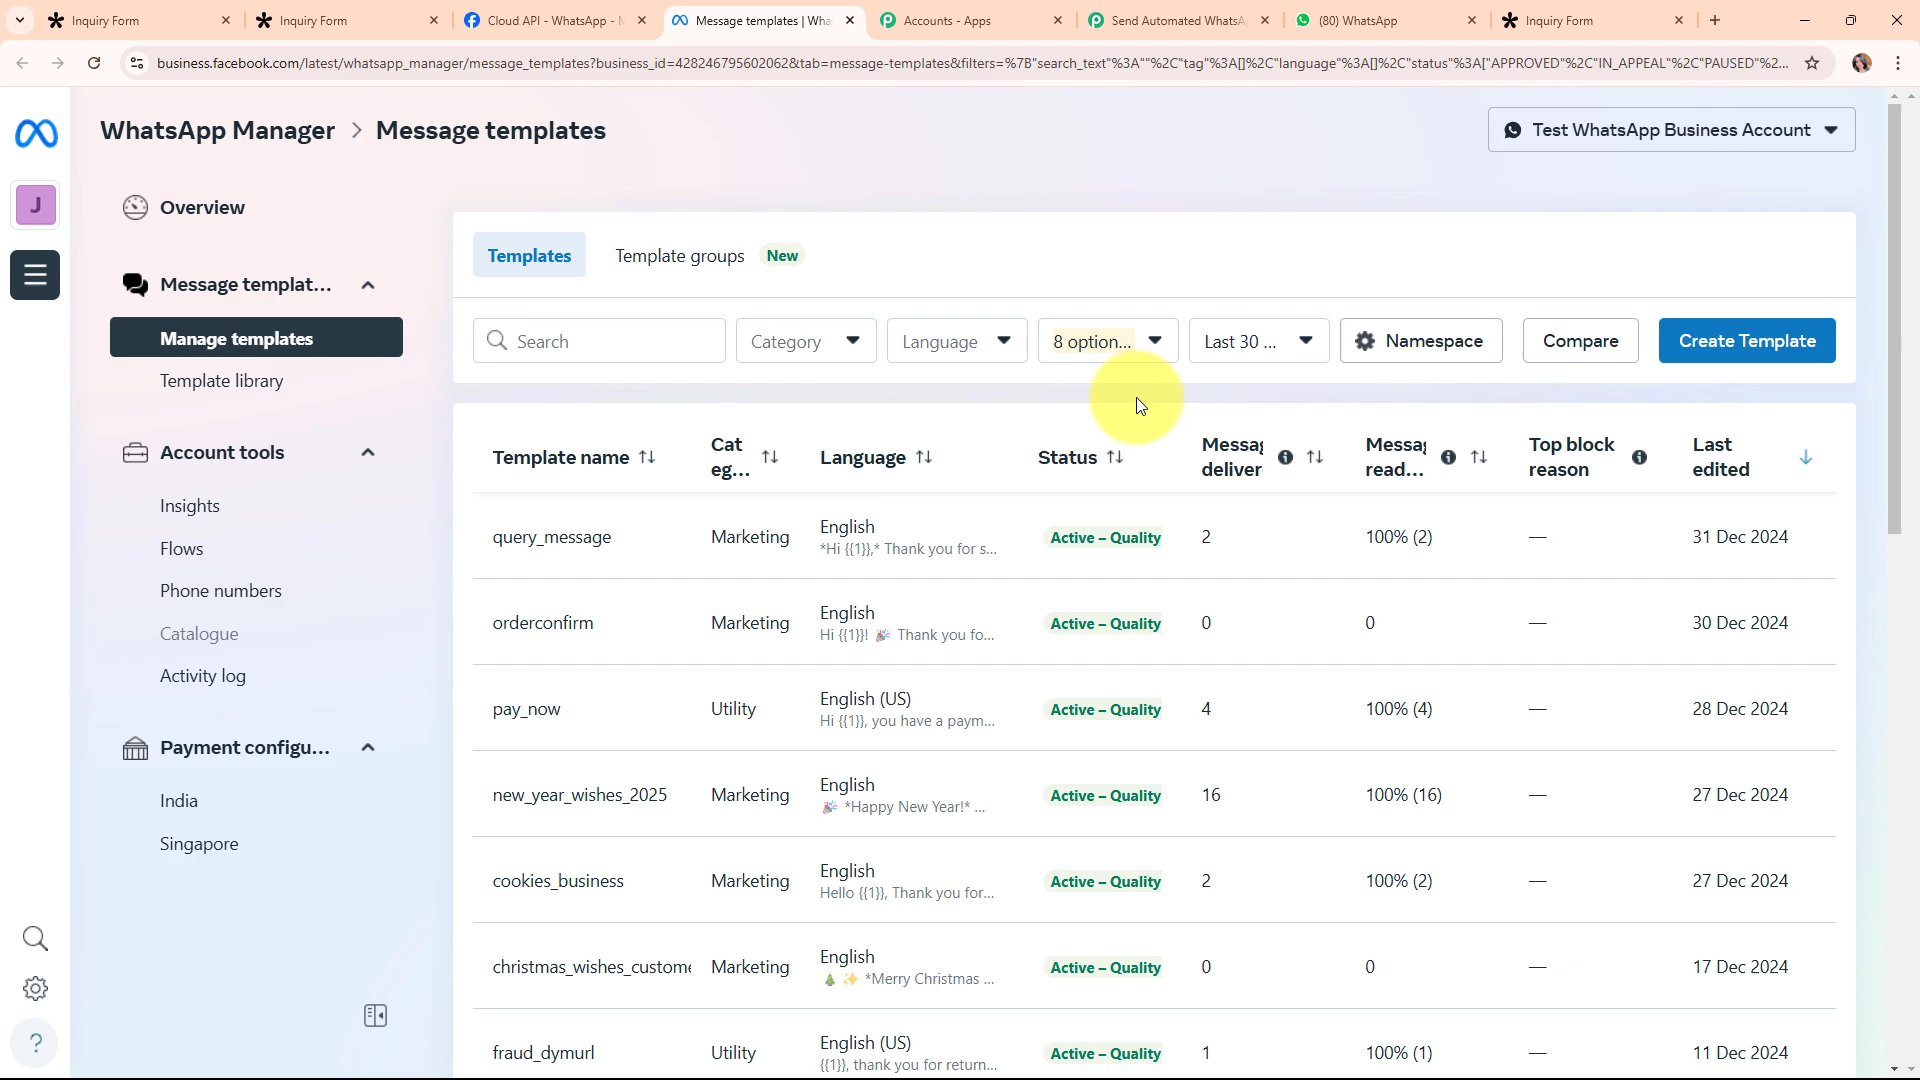 Inquiry Form
Inquiry Form
Cloud API - WhatsApp - M
Message templates | Wha
Accounts - Apps
Send Automated WhatsA
(80) WhatsApp
Inquiry Form
business.facebook.com/latest/whatsapp_manager/message_templates?business_id=428246795602062&tab=message-templates&filters=%7B"search_text"%3A""%2C"tag"%3A[]%2C"language"%3A[]%2C"status"%3A["APPROVED"%2C"IN_APPEAL"%2C"PAUSED"%2...
WhatsApp Manager > Message templates
Test WhatsApp Business Account
J
Overview
Message templat...
Manage templates
Template library
Account tools
Insights
Flows
Phone numbers
Catalogue
Activity log
Payment configu...
India
Singapore
?
Templates
Template groups New
Search
Category
Language
8 option...
Last 30 ...
Namespace
Compare
Create Template
Template name
Cat eg...
Language
Status
Messag deliver
Messag read...
Top block reason
Last edited
query_message Marketing English Active – Quality 2 100% (2) — 31 Dec 2024
*Hi {{1}},* Thank you for s...
orderconfirm Marketing English Active – Quality 0 0 — 30 Dec 2024
Hi {{1}}! 🎉 Thank you fo...
pay_now Utility English (US) Active – Quality 4 100% (4) — 28 Dec 2024
Hi {{1}}, you have a paym...
new_year_wishes_2025 Marketing English Active – Quality 16 100% (16) — 27 Dec 2024
🎉 *Happy New Year!* ...
cookies_business Marketing English Active – Quality 2 100% (2) — 27 Dec 2024
Hello {{1}}, Thank you for...
christmas_wishes_custome Marketing English Active – Quality 0 0 — 17 Dec 2024
🎄 ✨ *Merry Christmas ...
fraud_dymurl Utility English (US) Active – Quality 1 100% (1) — 11 Dec 2024
{{1}}, thank you for return...